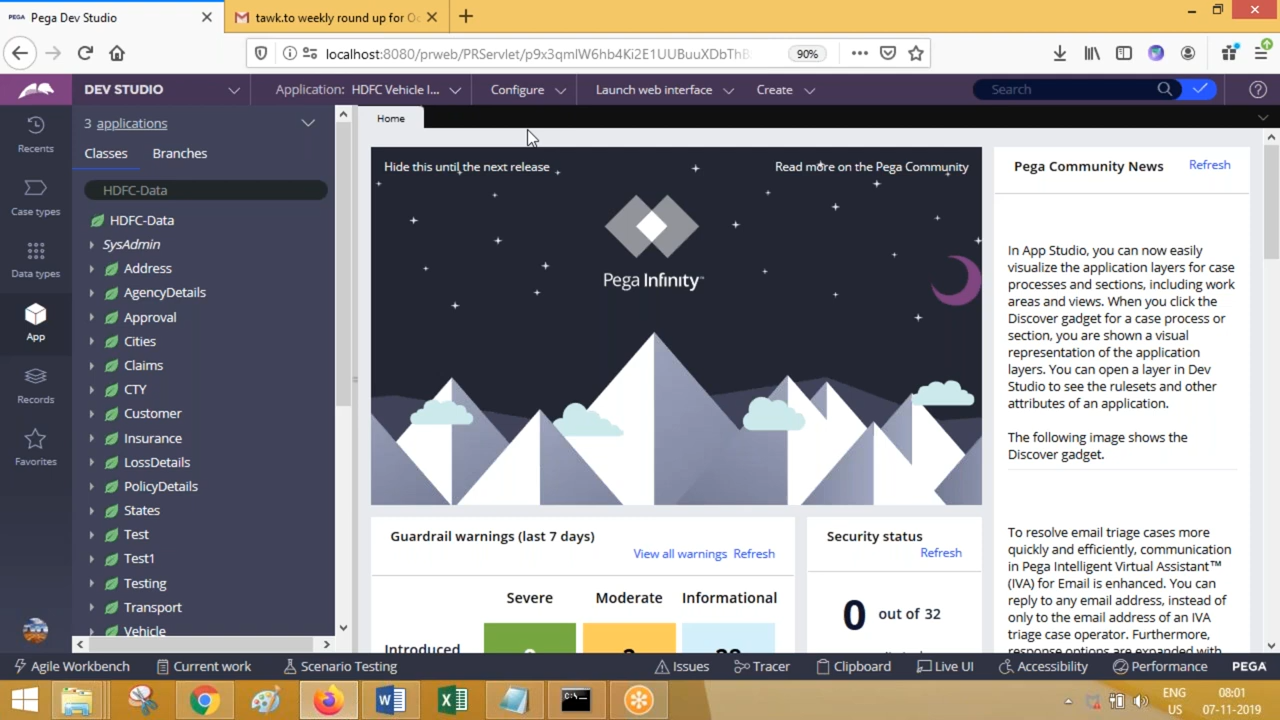 PEGA Pega Dev Studio
tawk.to weekly round up for Oc
localhost:8080/prweb/PRServlet/p9x3qmlW6hb4Ki2E1UUBuuXDbThB
90%
DEV STUDIO
Application: HDFC Vehicle I...
Configure
Launch web interface
Create
Search
Recents
Case types
Data types
App
Records
Favorites
3 applications
Classes Branches
HDFC-Data
HDFC-Data
SysAdmin
Address
AgencyDetails
Approval
Cities
Claims
CTY
Customer
Insurance
LossDetails
PolicyDetails
States
Test
Test1
Testing
Transport
Vehicle
Home
Hide this until the next release
Read more on the Pega Community
Pega Infinity™
Guardrail warnings (last 7 days)
View all warnings Refresh
Severe Moderate Informational
Introduced
Security status
Refresh
0 out of 32
Pega Community News Refresh
In App Studio, you can now easily
visualize the application layers for case
processes and sections, including work
areas and views. When you click the
Discover gadget for a case process or
section, you are shown a visual
representation of the application
layers. You can open a layer in Dev
Studio to see the rulesets and other
attributes of an application.
The following image shows the
Discover gadget.
To resolve email triage cases more
quickly and efficiently, communication
in Pega Intelligent Virtual Assistant™
(IVA) for Email is enhanced. You can
reply to any email address, instead of
only to the email address of an IVA
triage case operator. Furthermore,
response options are expanded with
Agile Workbench Current work Scenario Testing
Issues Tracer Clipboard Live UI Accessibility Performance PEGA
ENG
US
08:01
07-11-2019